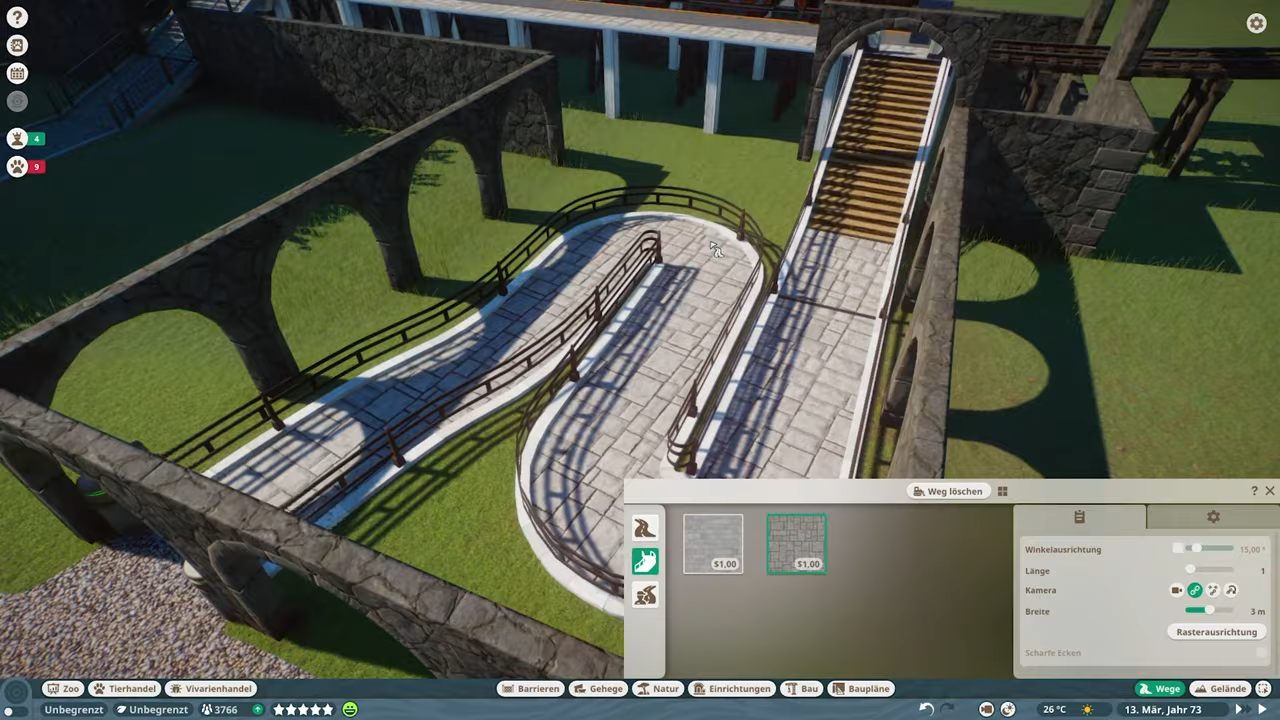 ?
4
9
Weg löschen
? ×
$1,00
$1,00
Winkelausrichtung 15,00 °
Länge 1
Kamera
Breite 3 m
Rasterausrichtung
Scharfe Ecken
Zoo Tierhandel Vivarienhandel Barrieren Gehege Natur Einrichtungen Bau Baupläne Wege Gelände
Unbegrenzt Unbegrenzt 3766 26 °C 13. Mär, Jahr 73